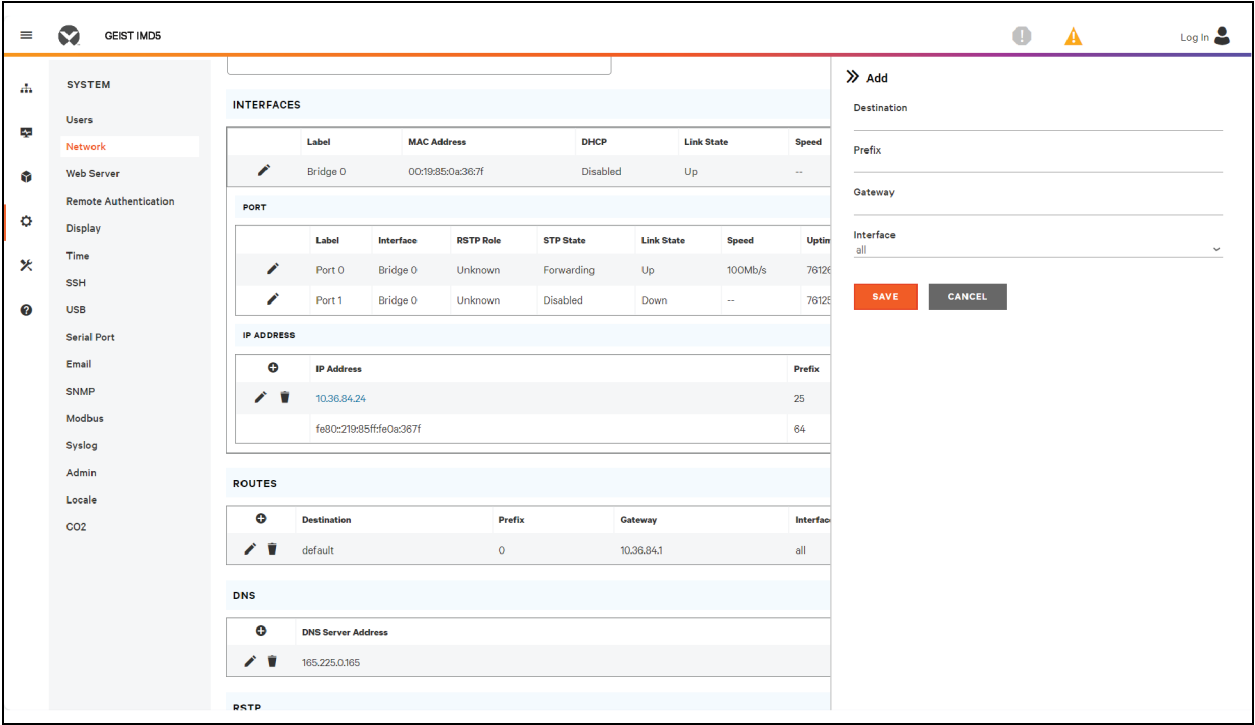 GEIST IMD5
Log In
SYSTEM
Users
Network
Web Server
Remote Authentication
Display
Time
SSH
USB
Serial Port
Email
SNMP
Modbus
Syslog
Admin
Locale
CO2
INTERFACES
Label MAC Address DHCP Link State Speed
Bridge 0 00:19:85:0a:36:7f Disabled Up --
PORT
Label Interface RSTP Role STP State Link State Speed Uptim
Port 0 Bridge 0 Unknown Forwarding Up 100Mb/s 76126
Port 1 Bridge 0 Unknown Disabled Down -- 76125
IP ADDRESS
IP Address Prefix
10.36.84.24 25
fe80::219:85ff:fe0a:367f 64
ROUTES
Destination Prefix Gateway Interfac
default 0 10.36.84.1 all
DNS
DNS Server Address
165.225.0.165
RSTP
Add
Destination
Prefix
Gateway
Interface
all
SAVE CANCEL